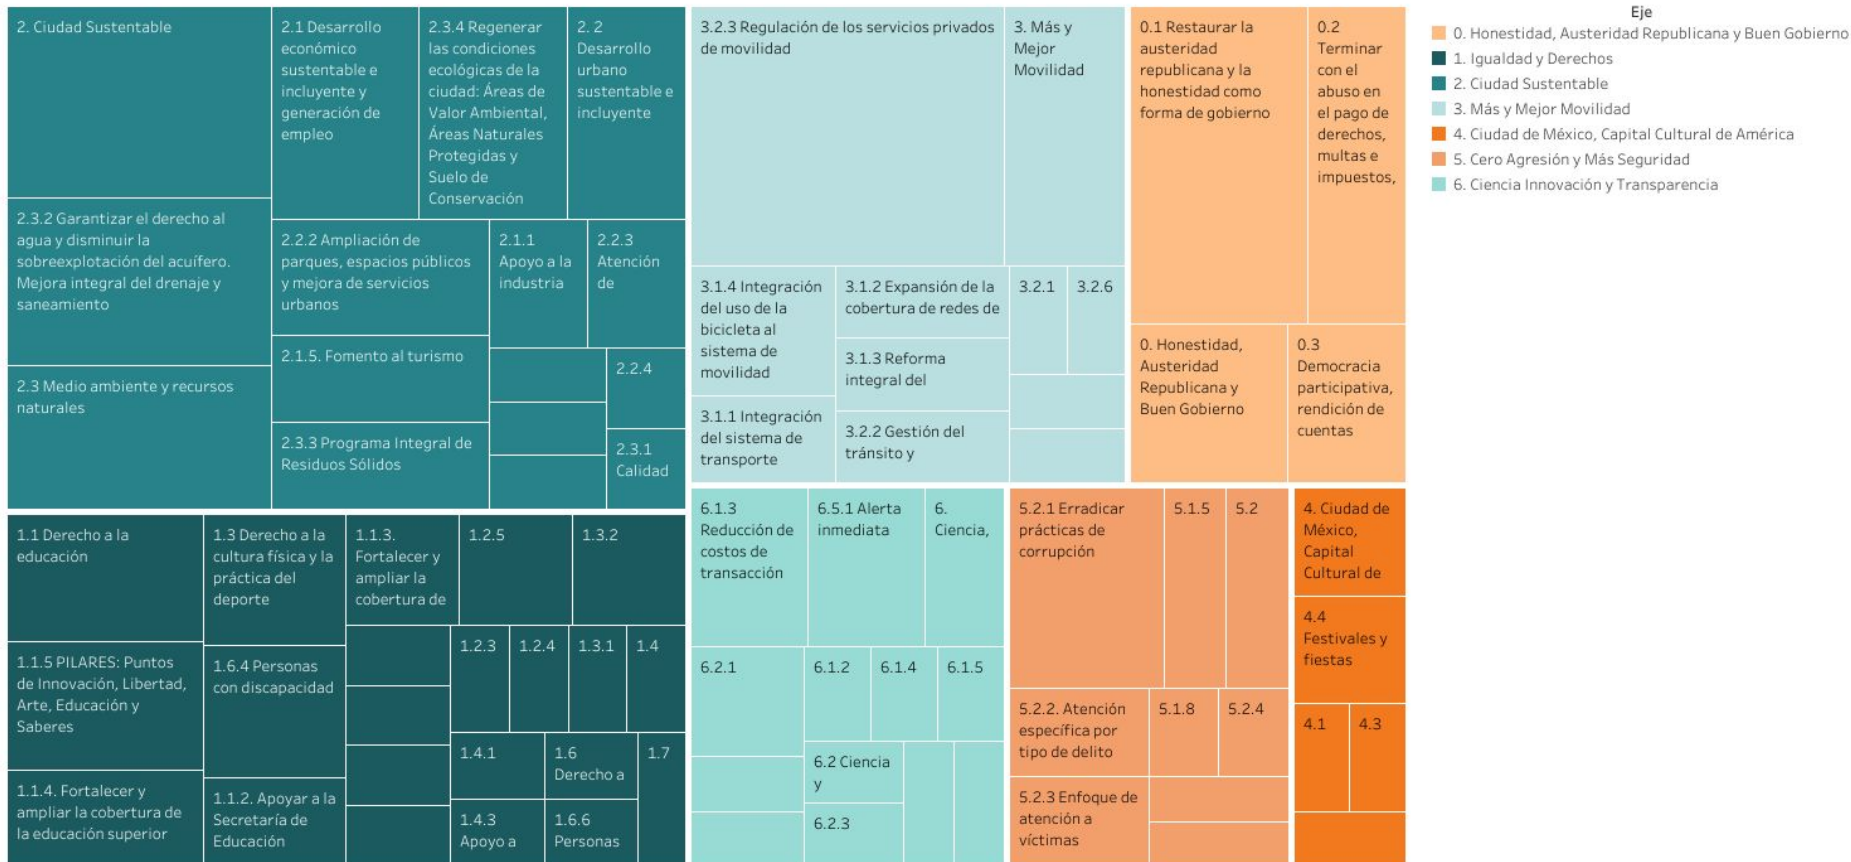 2. Ciudad Sustentable
2.3.2 Garantizar el derecho al
agua y disminuir la
sobreexplotación del acuífero.
Mejora integral del drenaje y
saneamiento
2.3 Medio ambiente y recursos
naturales
2.1 Desarrollo
económico
sustentable e
incluyente y
generación de
empleo
2.3.4 Regenerar
las condiciones
ecológicas de la
ciudad: Áreas de
Valor Ambiental,
Áreas Naturales
Protegidas y
Suelo de
Conservación
2. 2
Desarrollo
urbano
sustentable e
incluyente
2.2.2 Ampliación de
parques, espacios públicos
y mejora de servicios
urbanos
2.1.5. Fomento al turismo
2.3.3 Programa Integral de
Residuos Sólidos
2.1.1
Apoyo a la
industria
2.2.3
Atención
de
2.2.4
2.3.1
Calidad
1.1 Derecho a la
educación
1.1.5 PILARES: Puntos
de Innovación, Libertad,
Arte, Educación y
Saberes
1.1.4. Fortalecer y
ampliar la cobertura de
la educación superior
1.3 Derecho a la
cultura física y la
práctica del
deporte
1.6.4 Personas
con discapacidad
1.1.2. Apoyar a la
Secretaría de
Educación
1.1.3.
Fortalecer y
ampliar la
cobertura de
1.2.5
1.3.2
1.2.3
1.2.4
1.3.1
1.4
1.4.1
1.6
Derecho a
1.7
1.4.3
Apoyo a
1.6.6
Personas
3.2.3 Regulación de los servicios privados
de movilidad
3. Más y
Mejor
Movilidad
3.1.4 Integración
del uso de la
bicicleta al
sistema de
movilidad
3.1.1 Integración
del sistema de
transporte
3.1.2 Expansión de la
cobertura de redes de
3.1.3 Reforma
integral del
3.2.2 Gestión del
tránsito y
3.2.1
3.2.6
0.1 Restaurar la
austeridad
republicana y la
honestidad como
forma de gobierno
0.2
Terminar
con el
abuso en
el pago de
derechos,
multas e
impuestos,
0. Honestidad,
Austeridad
Republicana y
Buen Gobierno
0.3
Democracia
participativa,
rendición de
cuentas
6.1.3
Reducción de
costos de
transacción
6.5.1 Alerta
inmediata
6.
Ciencia,
6.2.1
6.1.2
6.1.4
6.1.5
6.2 Ciencia
y
6.2.3
5.2.1 Erradicar
prácticas de
corrupción
5.1.5
5.2
5.2.2. Atención
específica por
tipo de delito
5.1.8
5.2.4
5.2.3 Enfoque de
atención a
víctimas
4. Ciudad de
México,
Capital
Cultural de
4.4
Festivales y
fiestas
4.1
4.3
Eje
0. Honestidad, Austeridad Republicana y Buen Gobierno
1. Igualdad y Derechos
2. Ciudad Sustentable
3. Más y Mejor Movilidad
4. Ciudad de México, Capital Cultural de América
5. Cero Agresión y Más Seguridad
6. Ciencia Innovación y Transparencia